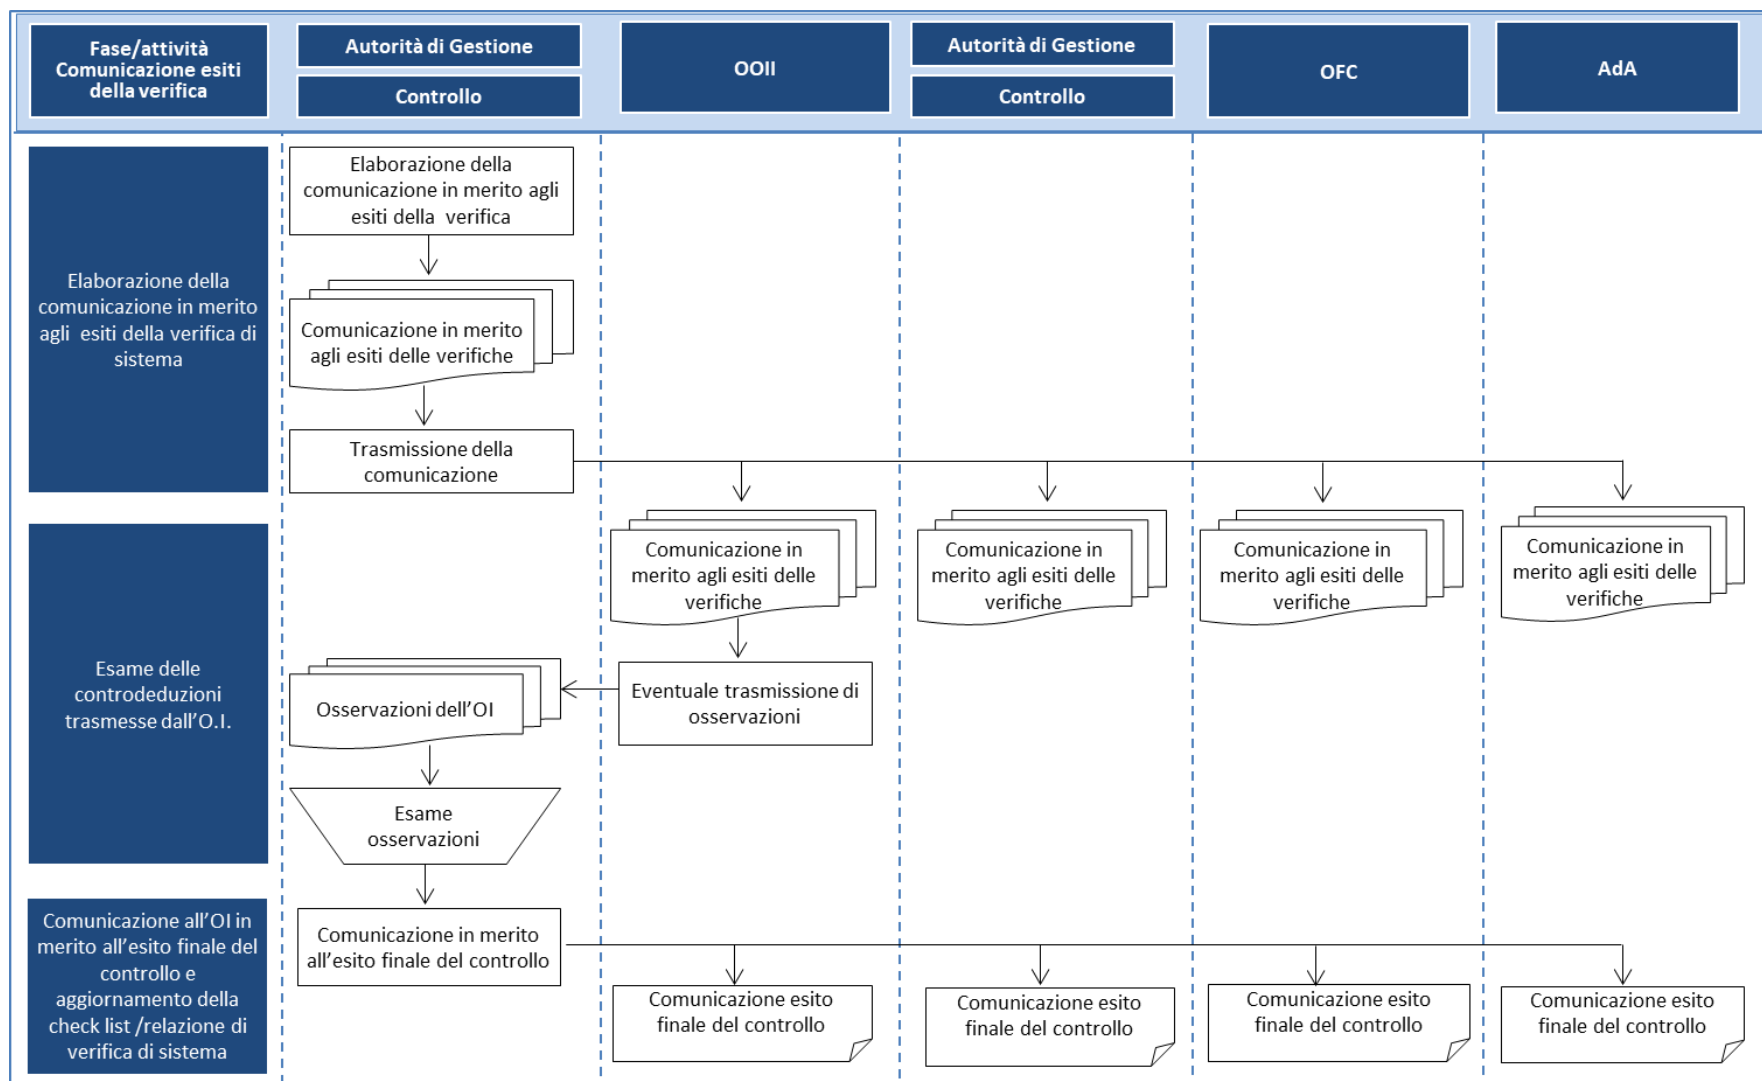 Fase/attività
Comunicazione esiti
della verifica
Autorità di Gestione
Controllo
OOII
Autorità di Gestione
Controllo
OFC
AdA
Elaborazione della
comunicazione in merito
agli esiti della verifica di
sistema
Elaborazione della
comunicazione in merito agli
esiti della verifica
Comunicazione in merito
agli esiti delle verifiche
Trasmissione della
comunicazione
Comunicazione in
merito agli esiti delle
verifiche
Comunicazione in
merito agli esiti delle
verifiche
Comunicazione in
merito agli esiti delle
verifiche
Comunicazione in
merito agli esiti delle
verifiche
Esame delle
controdeduzioni
trasmesse dall'O.I.
Osservazioni dell'OI
Eventuale trasmissione di
osservazioni
Esame
osservazioni
Comunicazione all'OI in
merito all'esito finale del
controllo e
aggiornamento della
check list /relazione di
verifica di sistema
Comunicazione in merito
all'esito finale del controllo
Comunicazione esito
finale del controllo
Comunicazione esito
finale del controllo
Comunicazione esito
finale del controllo
Comunicazione esito
finale del controllo